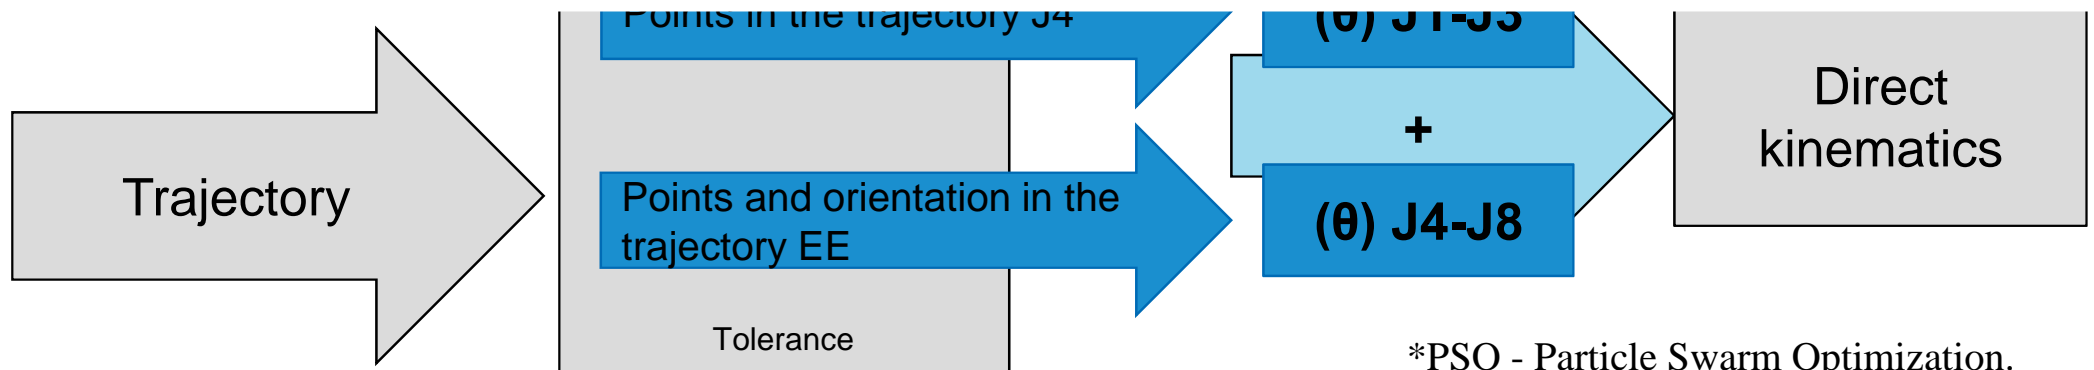 Points in the trajectory J4
(θ) J1-J3
Direct
kinematics
+
Trajectory
Points and orientation in the
trajectory EE
(θ) J4-J8
Tolerance
*PSO - Particle Swarm Optimization.